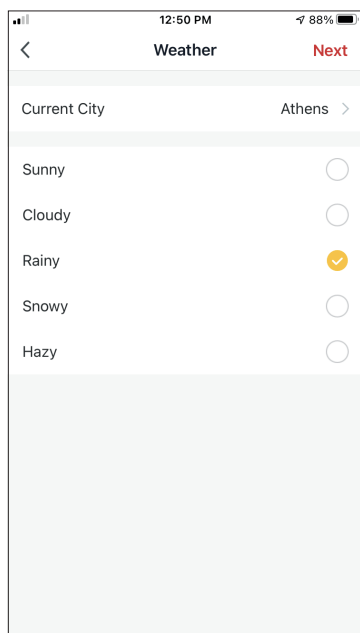 12:50 PM 88%
Weather Next
Current City Athens
Sunny
Cloudy
Rainy
Snowy
Hazy